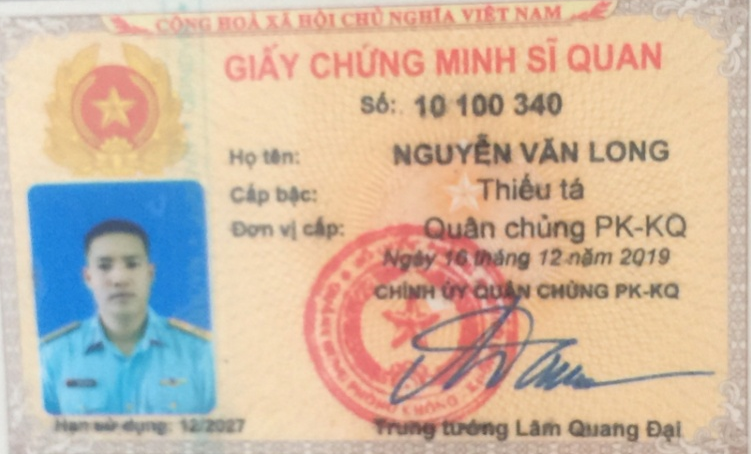 CỘNG HOÀ XÃ HỘI CHỦ NGHĨA VIỆT NAM
GIẤY CHỨNG MINH SĨ QUAN
Số: 10 100 340
Họ tên: NGUYỄN VĂN LONG
Cấp bậc: Thiếu tá
Đơn vị cấp: Quân chủng PK-KQ
Ngày 16 tháng 12 năm 2019
CHÍNH ỦY QUÂN CHỦNG PK-KQ
Hạn sử dụng: 12/2027
Trung tướng Lâm Quang Đại